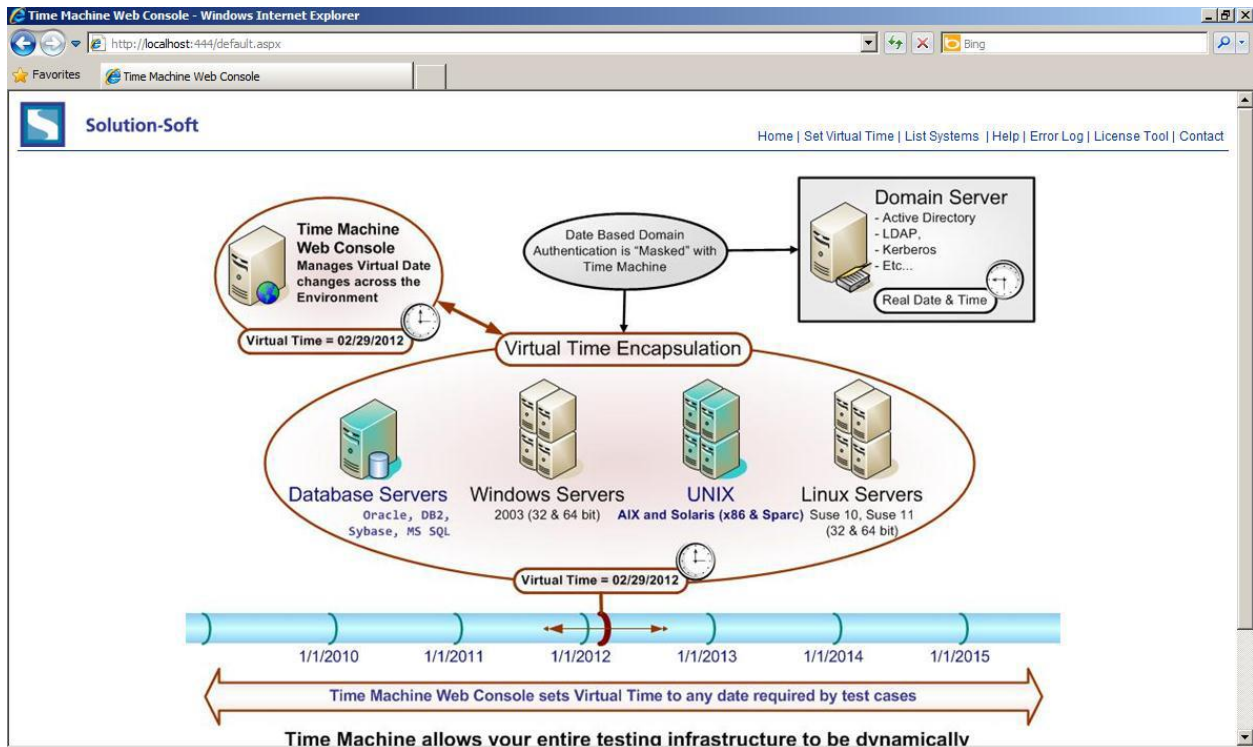 Time Machine Web Console - Windows Internet Explorer
http://localhost:444/default.aspx
Bing
Favorites
Time Machine Web Console
Solution-Soft
Home | Set Virtual Time | List Systems | Help | Error Log | License Tool | Contact
Time Machine
Web Console
Manages Virtual Date
changes across the
Environment
Virtual Time = 02/29/2012
Date Based Domain
Authentication is “Masked” with
Time Machine
Domain Server
- Active Directory
- LDAP,
- Kerberos
- Etc...
Real Date & Time
Virtual Time Encapsulation
Database Servers
Oracle, DB2,
Sybase, MS SQL
Windows Servers
2003 (32 & 64 bit)
UNIX
AIX and Solaris (x86 & Sparc)
Linux Servers
Suse 10, Suse 11
(32 & 64 bit)
Virtual Time = 02/29/2012
1/1/2010 1/1/2011 1/1/2012 1/1/2013 1/1/2014 1/1/2015
Time Machine Web Console sets Virtual Time to any date required by test cases
Time Machine allows your entire testing infrastructure to be dynamically